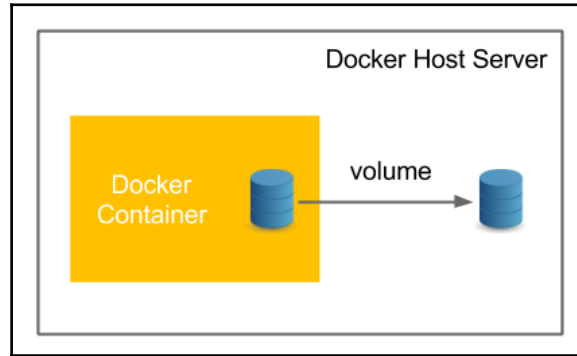 Docker Host Server
volume
Docker
Container